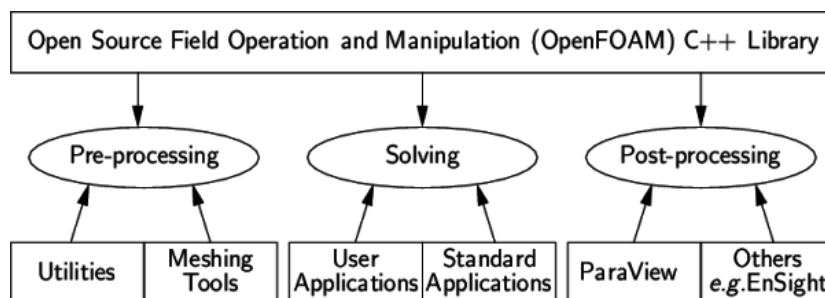 Open Source Field Operation and Manipulation (OpenFOAM) C++ Library
Pre-processing
Solving
Post-processing
Utilities
Meshing
Tools
User
Applications
Standard
Applications
ParaView
Others
e.g.EnSight